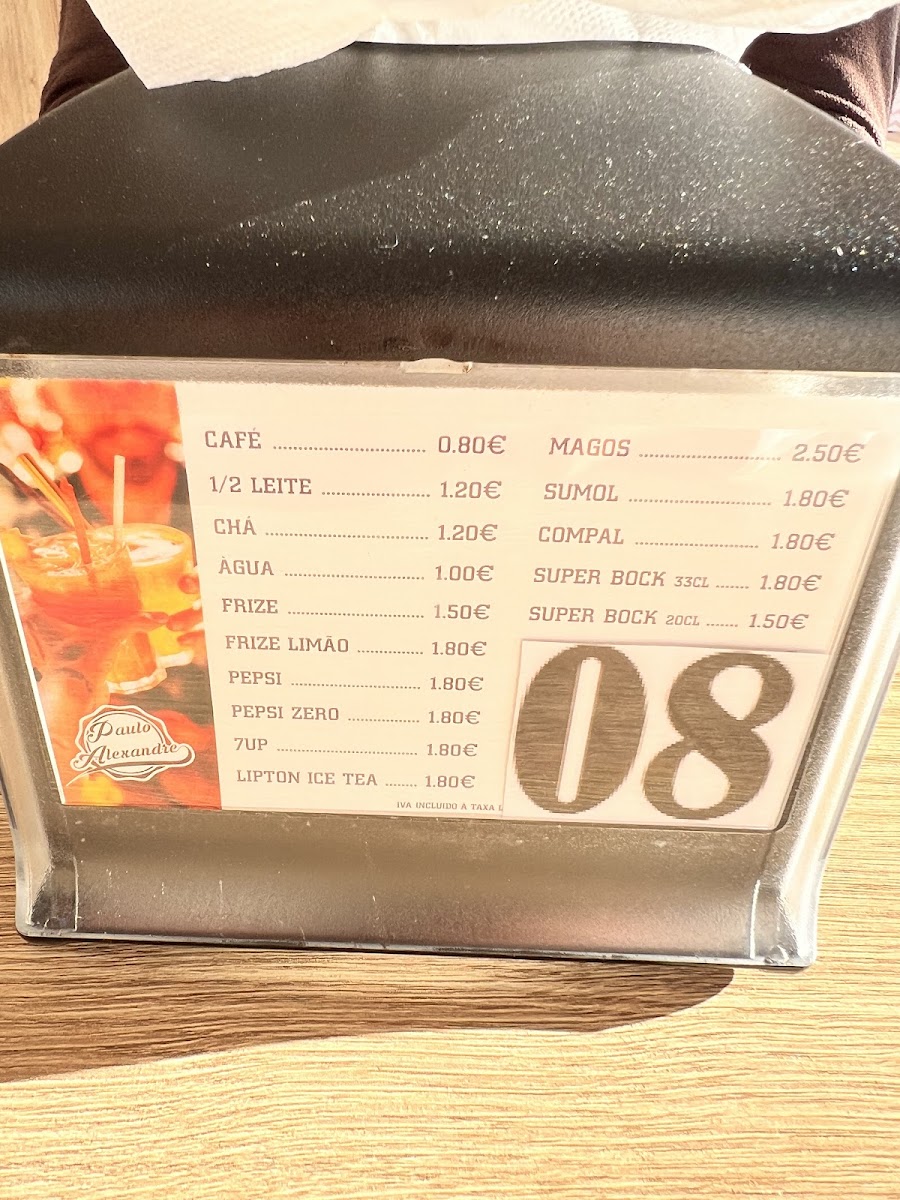 CAFÉ ........................... 0.80€
1/2 LEITE ................... 1.20€
CHÁ ............................ 1.20€
ÀGUA ......................... 1.00€
FRIZE .......................... 1.50€
FRIZE LIMÃO ............ 1.80€
PEPSI .......................... 1.80€
PEPSI ZERO ............. 1.80€
7UP ............................ 1.80€
LIPTON ICE TEA ....... 1.80€
IVA INCLUIDO A TAXA
MAGOS ......................... 2.50€
SUMOL ......................... 1.80€
COMPAL ...................... 1.80€
SUPER BOCK 33CL ....... 1.80€
SUPER BOCK 20CL ....... 1.50€
08
Paulo
Alexandre